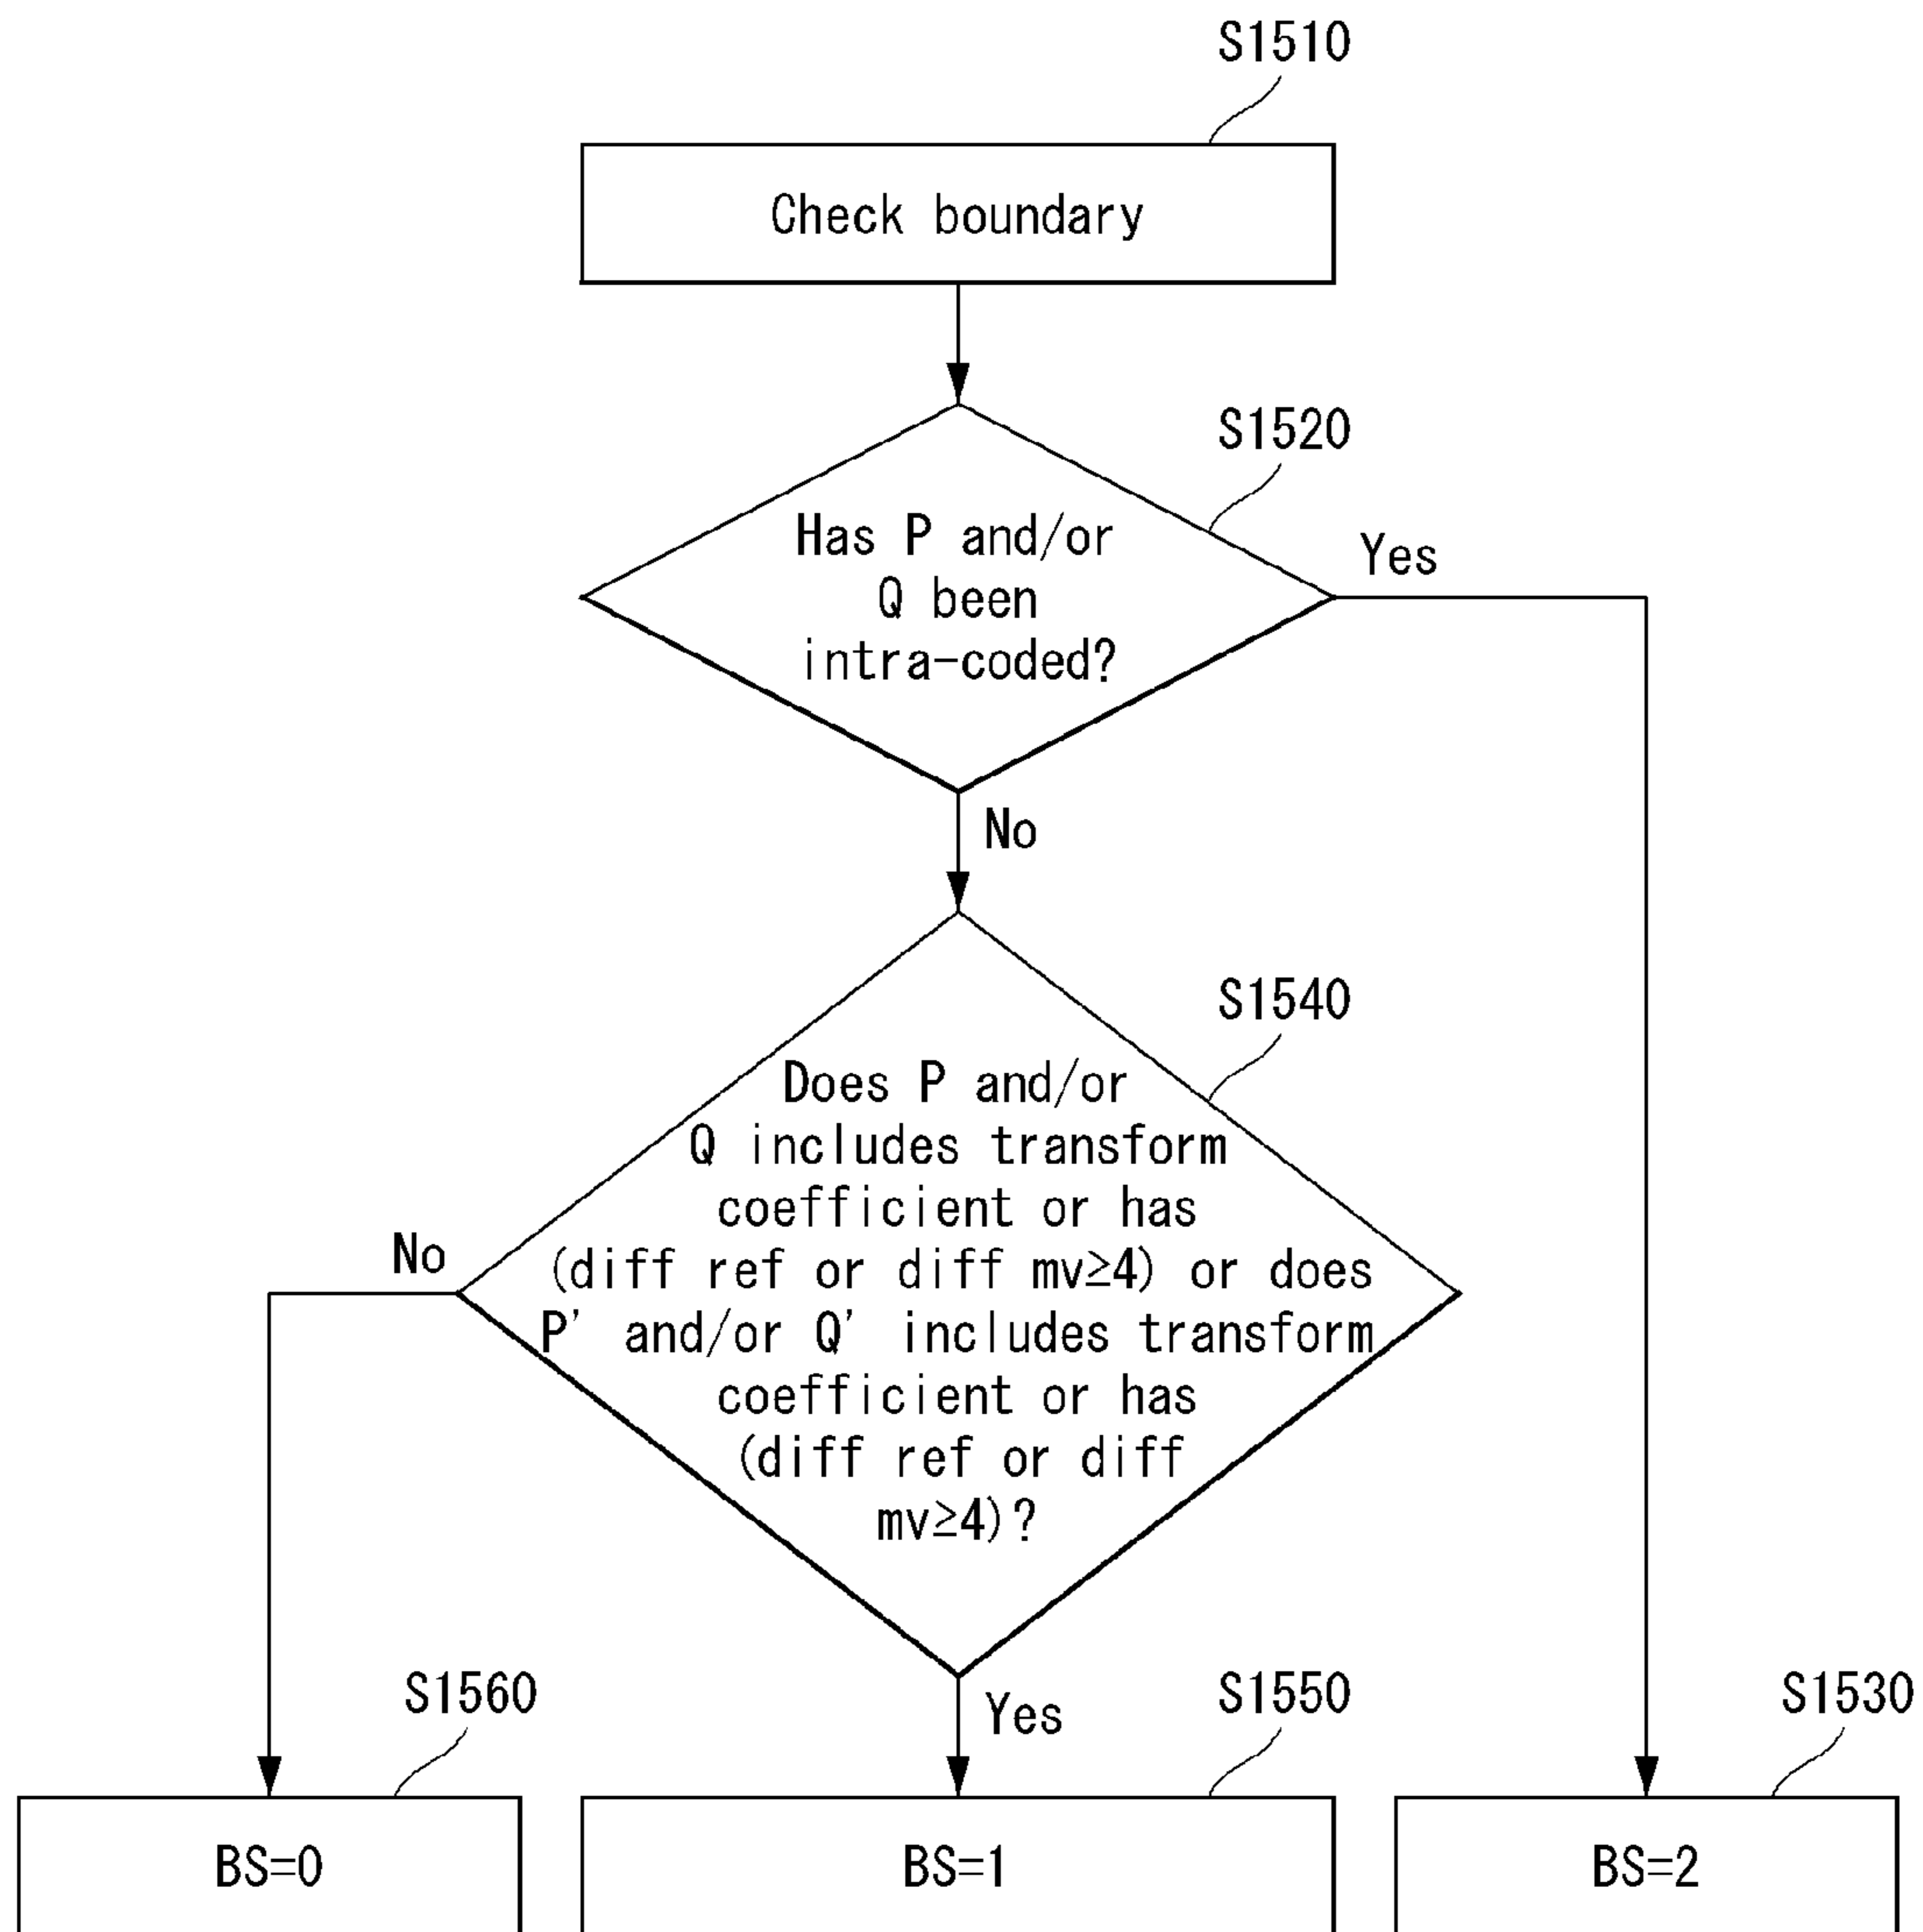 S1510
Check boundary
S1520
Has P and/or
Q been
intra-coded?
Yes
No
S1540
Does P and/or
Q includes transform
coefficient or has
(diff ref or diff mv≥4) or does
P' and/or Q' includes transform
coefficient or has
(diff ref or diff
mv≥4)?
No
Yes
S1560
S1550
S1530
BS=0
BS=1
BS=2